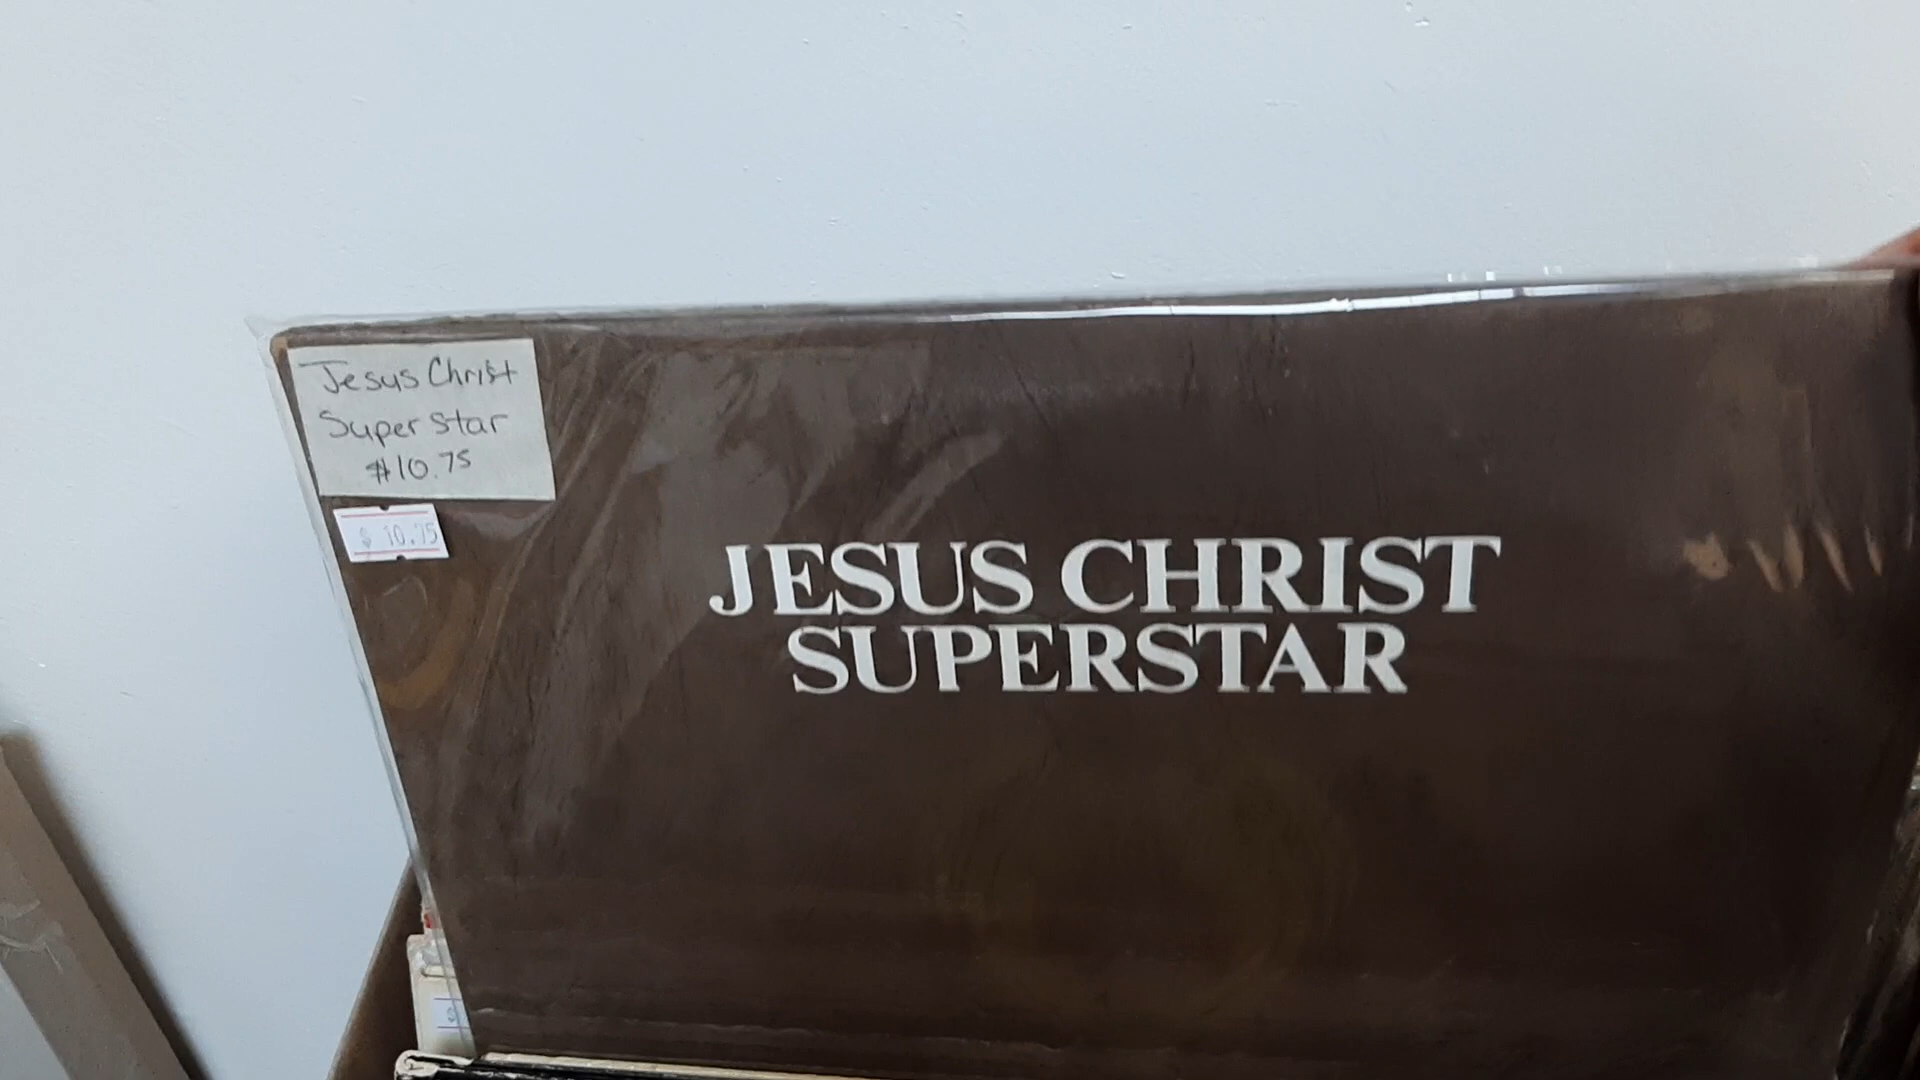 Jesus Christ
Super star
$10.75
$ 10.75
JESUS CHRIST
SUPERSTAR
$